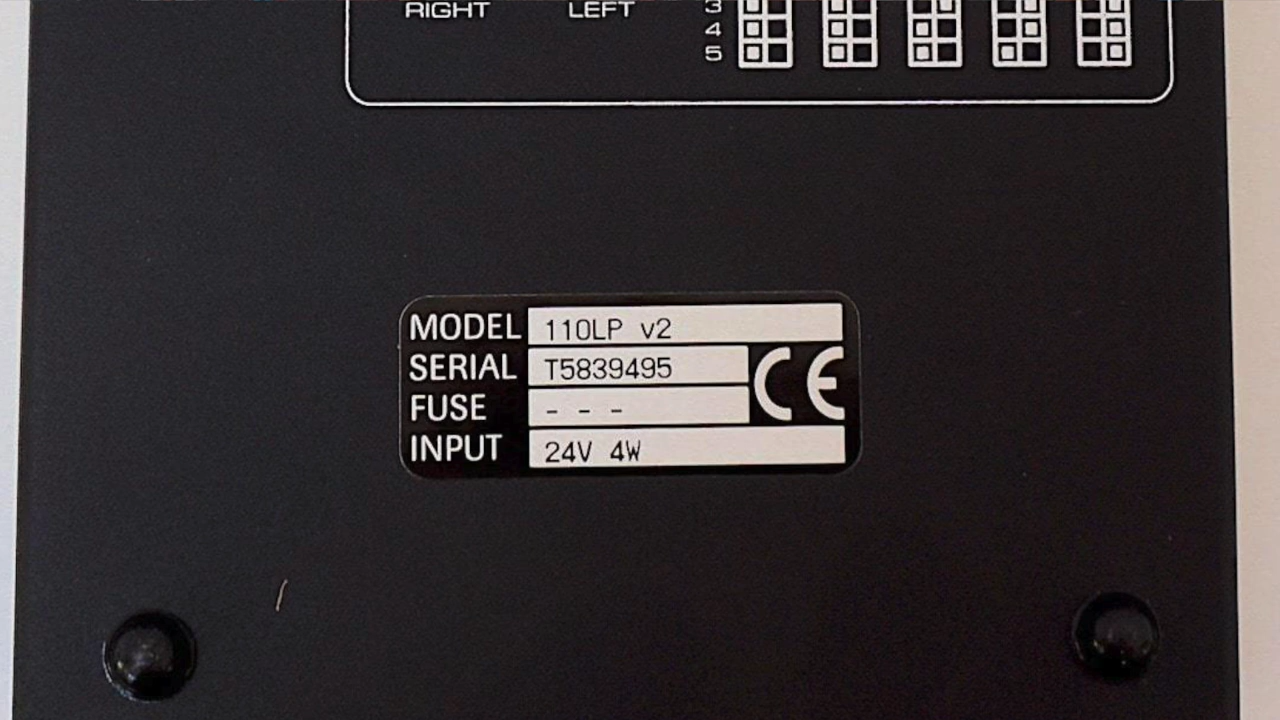 RIGHT LEFT 3
4
5
MODEL 110LP v2
SERIAL T5839495
FUSE - - -
INPUT 24V 4W
CE